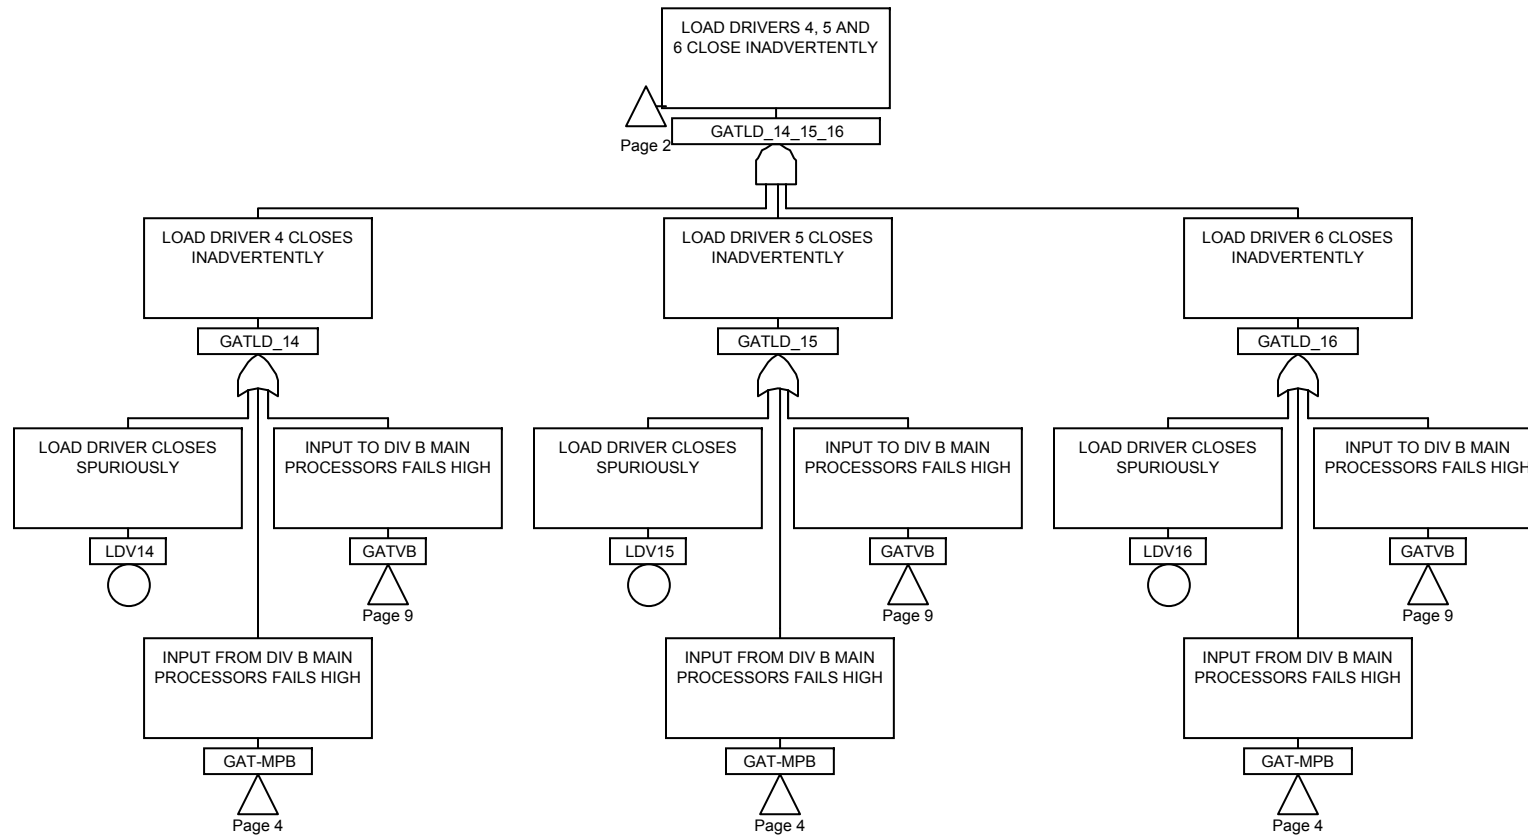 LOAD DRIVERS 4, 5 AND
6 CLOSE INADVERTENTLY
Page 2
GATLD_14_15_16
LOAD DRIVER 4 CLOSES
INADVERTENTLY
GATLD_14
LOAD DRIVER 5 CLOSES
INADVERTENTLY
GATLD_15
LOAD DRIVER 6 CLOSES
INADVERTENTLY
GATLD_16
LOAD DRIVER CLOSES
SPURIOUSLY
LDV14
INPUT TO DIV B MAIN
PROCESSORS FAILS HIGH
GATVB
Page 9
LOAD DRIVER CLOSES
SPURIOUSLY
LDV15
INPUT TO DIV B MAIN
PROCESSORS FAILS HIGH
GATVB
Page 9
LOAD DRIVER CLOSES
SPURIOUSLY
LDV16
INPUT TO DIV B MAIN
PROCESSORS FAILS HIGH
GATVB
Page 9
INPUT FROM DIV B MAIN
PROCESSORS FAILS HIGH
GAT-MPB
Page 4
INPUT FROM DIV B MAIN
PROCESSORS FAILS HIGH
GAT-MPB
Page 4
INPUT FROM DIV B MAIN
PROCESSORS FAILS HIGH
GAT-MPB
Page 4